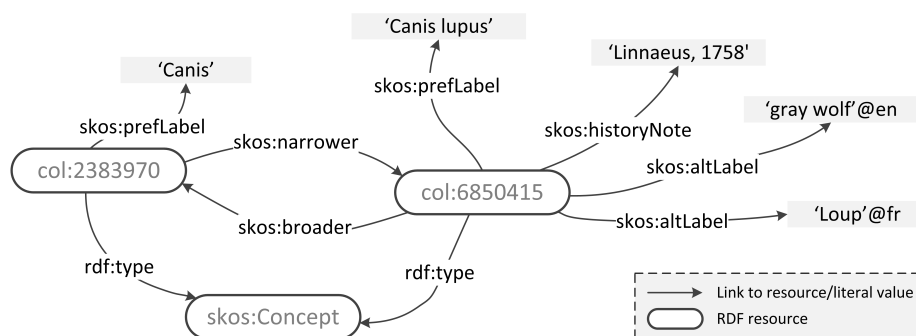 ‘Canis lupus’
‘Linnaeus, 1758'
‘Canis’
skos:prefLabel
‘gray wolf’@en
skos:prefLabel
skos:historyNote
skos:narrower
col:2383970
skos:altLabel
col:6850415
‘Loup’@fr
skos:altLabel
skos:broader
rdf:type
rdf:type
Link to resource/literal value
skos:Concept
RDF resource